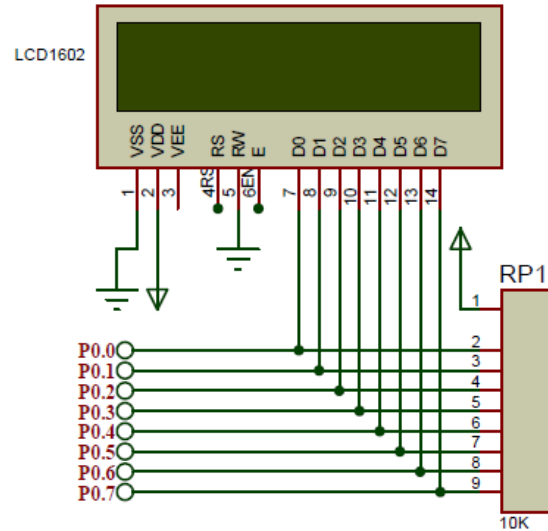 LCD1602
VSS VDD VEE RS RW E D0 D1 D2 D3 D4 D5 D6 D7
1 2 3 4RS 5 6EN 7 8 9 10 11 12 13 14
RP1
1
P0.0 2
P0.1 3
P0.2 4
P0.3 5
P0.4 6
P0.5 7
P0.6 8
P0.7 9
10K